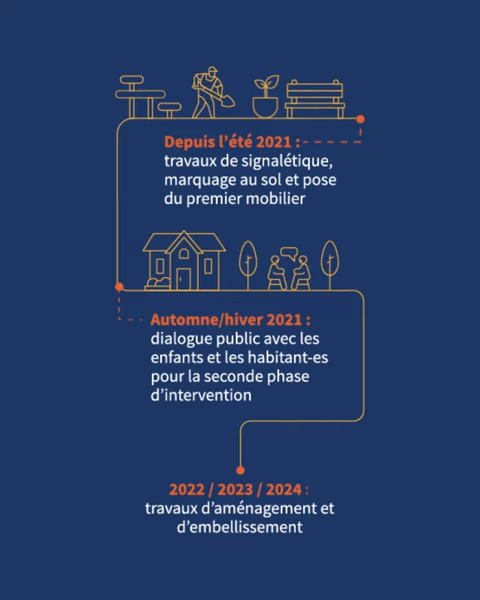 Depuis l'été 2021 :
travaux de signalétique,
marquage au sol et pose
du premier mobilier
Automne/hiver 2021 :
dialogue public avec les
enfants et les habitant-es
pour la seconde phase
d'intervention
2022 / 2023 / 2024 :
travaux d'aménagement et
d'embellissement